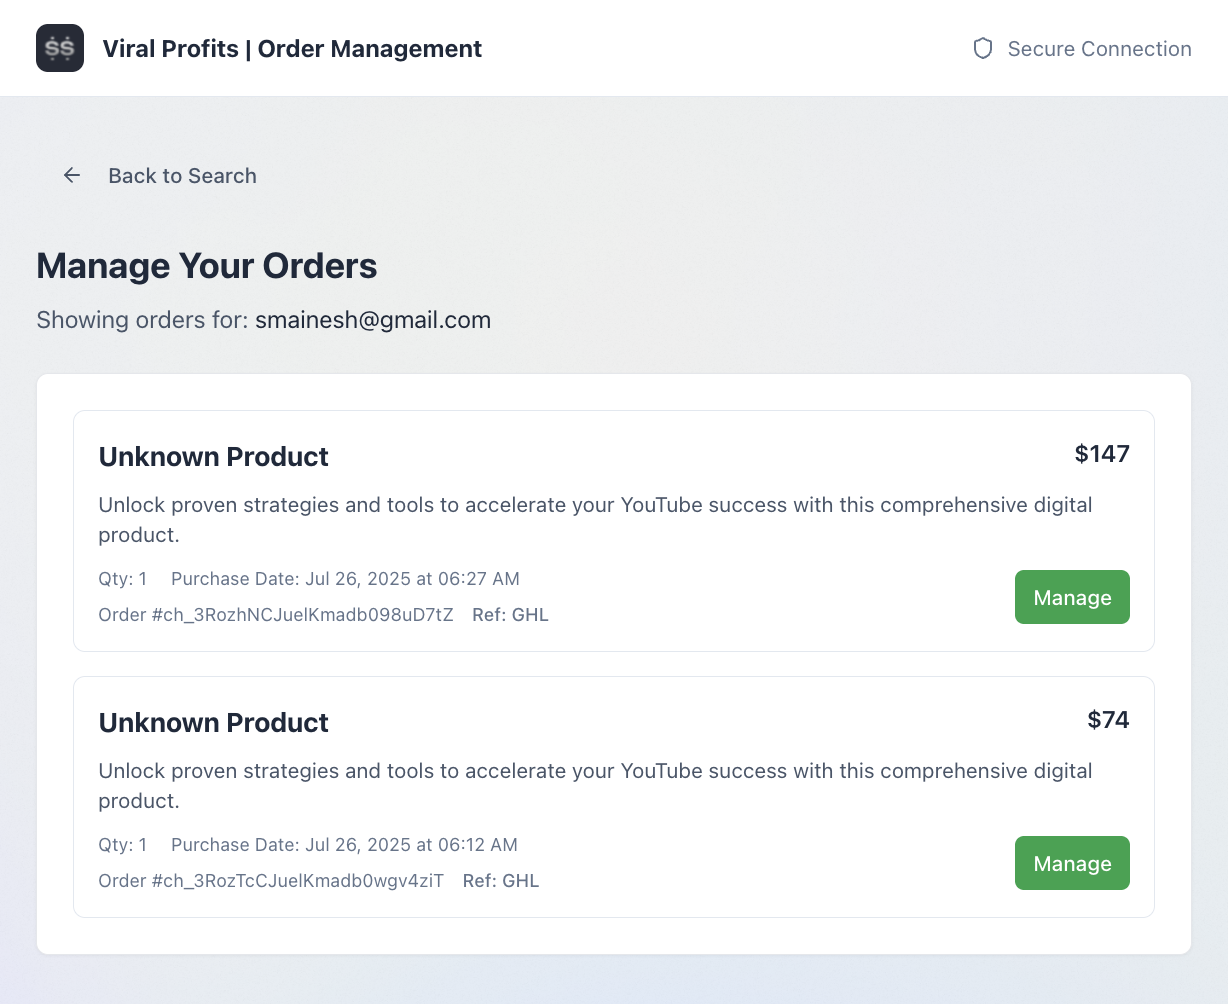 $$
Viral Profits | Order Management
Secure Connection
Back to Search
Manage Your Orders
Showing orders for: smainesh@gmail.com
Unknown Product
$147
Unlock proven strategies and tools to accelerate your YouTube success with this comprehensive digital
product.
Qty: 1 Purchase Date: Jul 26, 2025 at 06:27 AM
Order #ch_3RozhNCJuelKmadb098uD7tZ Ref: GHL
Manage
Unknown Product
$74
Unlock proven strategies and tools to accelerate your YouTube success with this comprehensive digital
product.
Qty: 1 Purchase Date: Jul 26, 2025 at 06:12 AM
Order #ch_3RozTcCJuelKmadb0wgv4ziT Ref: GHL
Manage